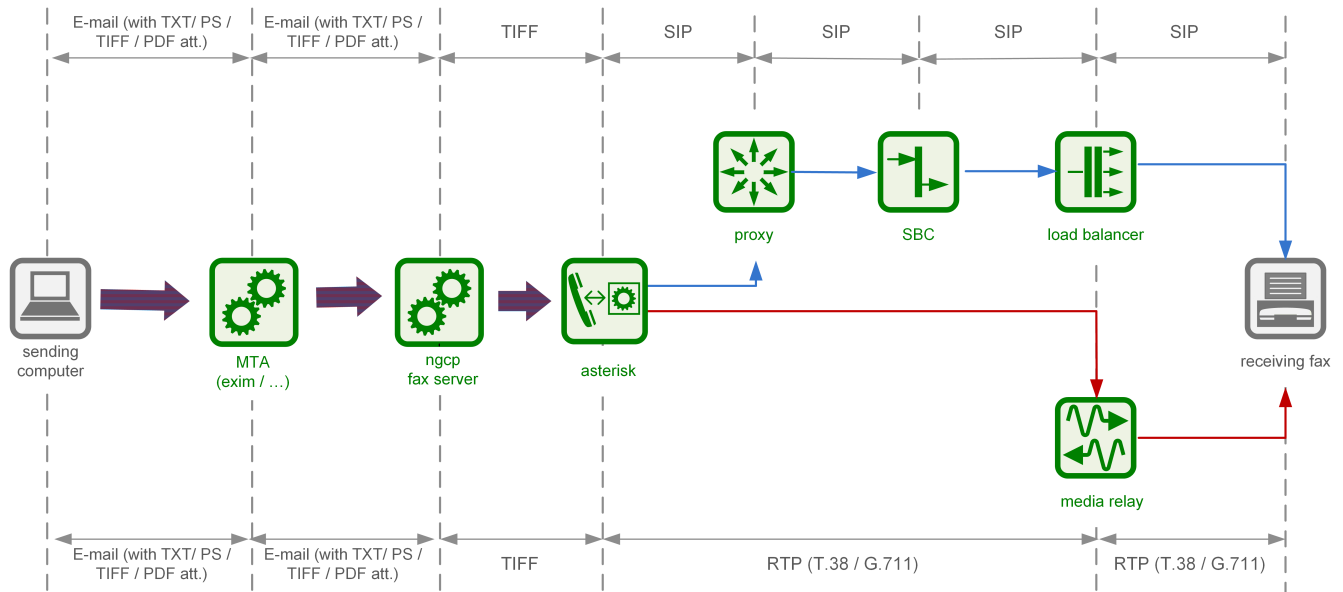 E-mail (with TXT/ PS /
TIFF / PDF att.)
E-mail (with TXT/ PS /
TIFF / PDF att.)
TIFF
SIP
SIP
SIP
SIP
proxy
SBC
load balancer
sending
computer
MTA
(exim / …)
ngcp
fax server
asterisk
receiving fax
media relay
E-mail (with TXT/ PS /
TIFF / PDF att.)
E-mail (with TXT/ PS /
TIFF / PDF att.)
TIFF
RTP (T.38 / G.711)
RTP (T.38 / G.711)